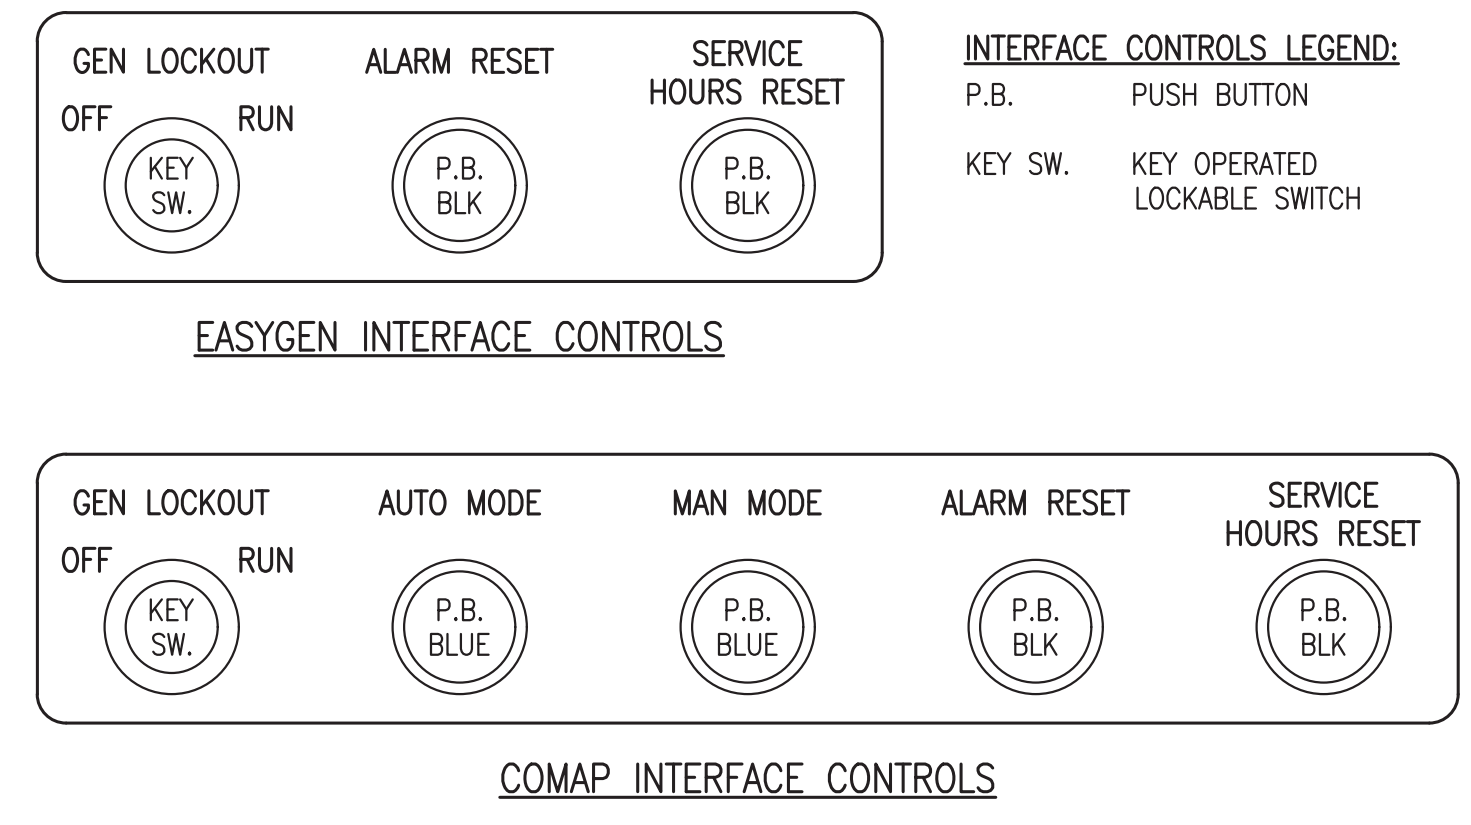 GEN LOCKOUT
OFF
RUN
KEY
SW.
ALARM RESET
P.B.
BLK
SERVICE
HOURS RESET
P.B.
BLK
EASYGEN INTERFACE CONTROLS
INTERFACE CONTROLS LEGEND:
P.B. PUSH BUTTON
KEY SW. KEY OPERATED
LOCKABLE SWITCH
GEN LOCKOUT
OFF
RUN
KEY
SW.
AUTO MODE
P.B.
BLUE
MAN MODE
P.B.
BLUE
ALARM RESET
P.B.
BLK
SERVICE
HOURS RESET
P.B.
BLK
COMAP INTERFACE CONTROLS